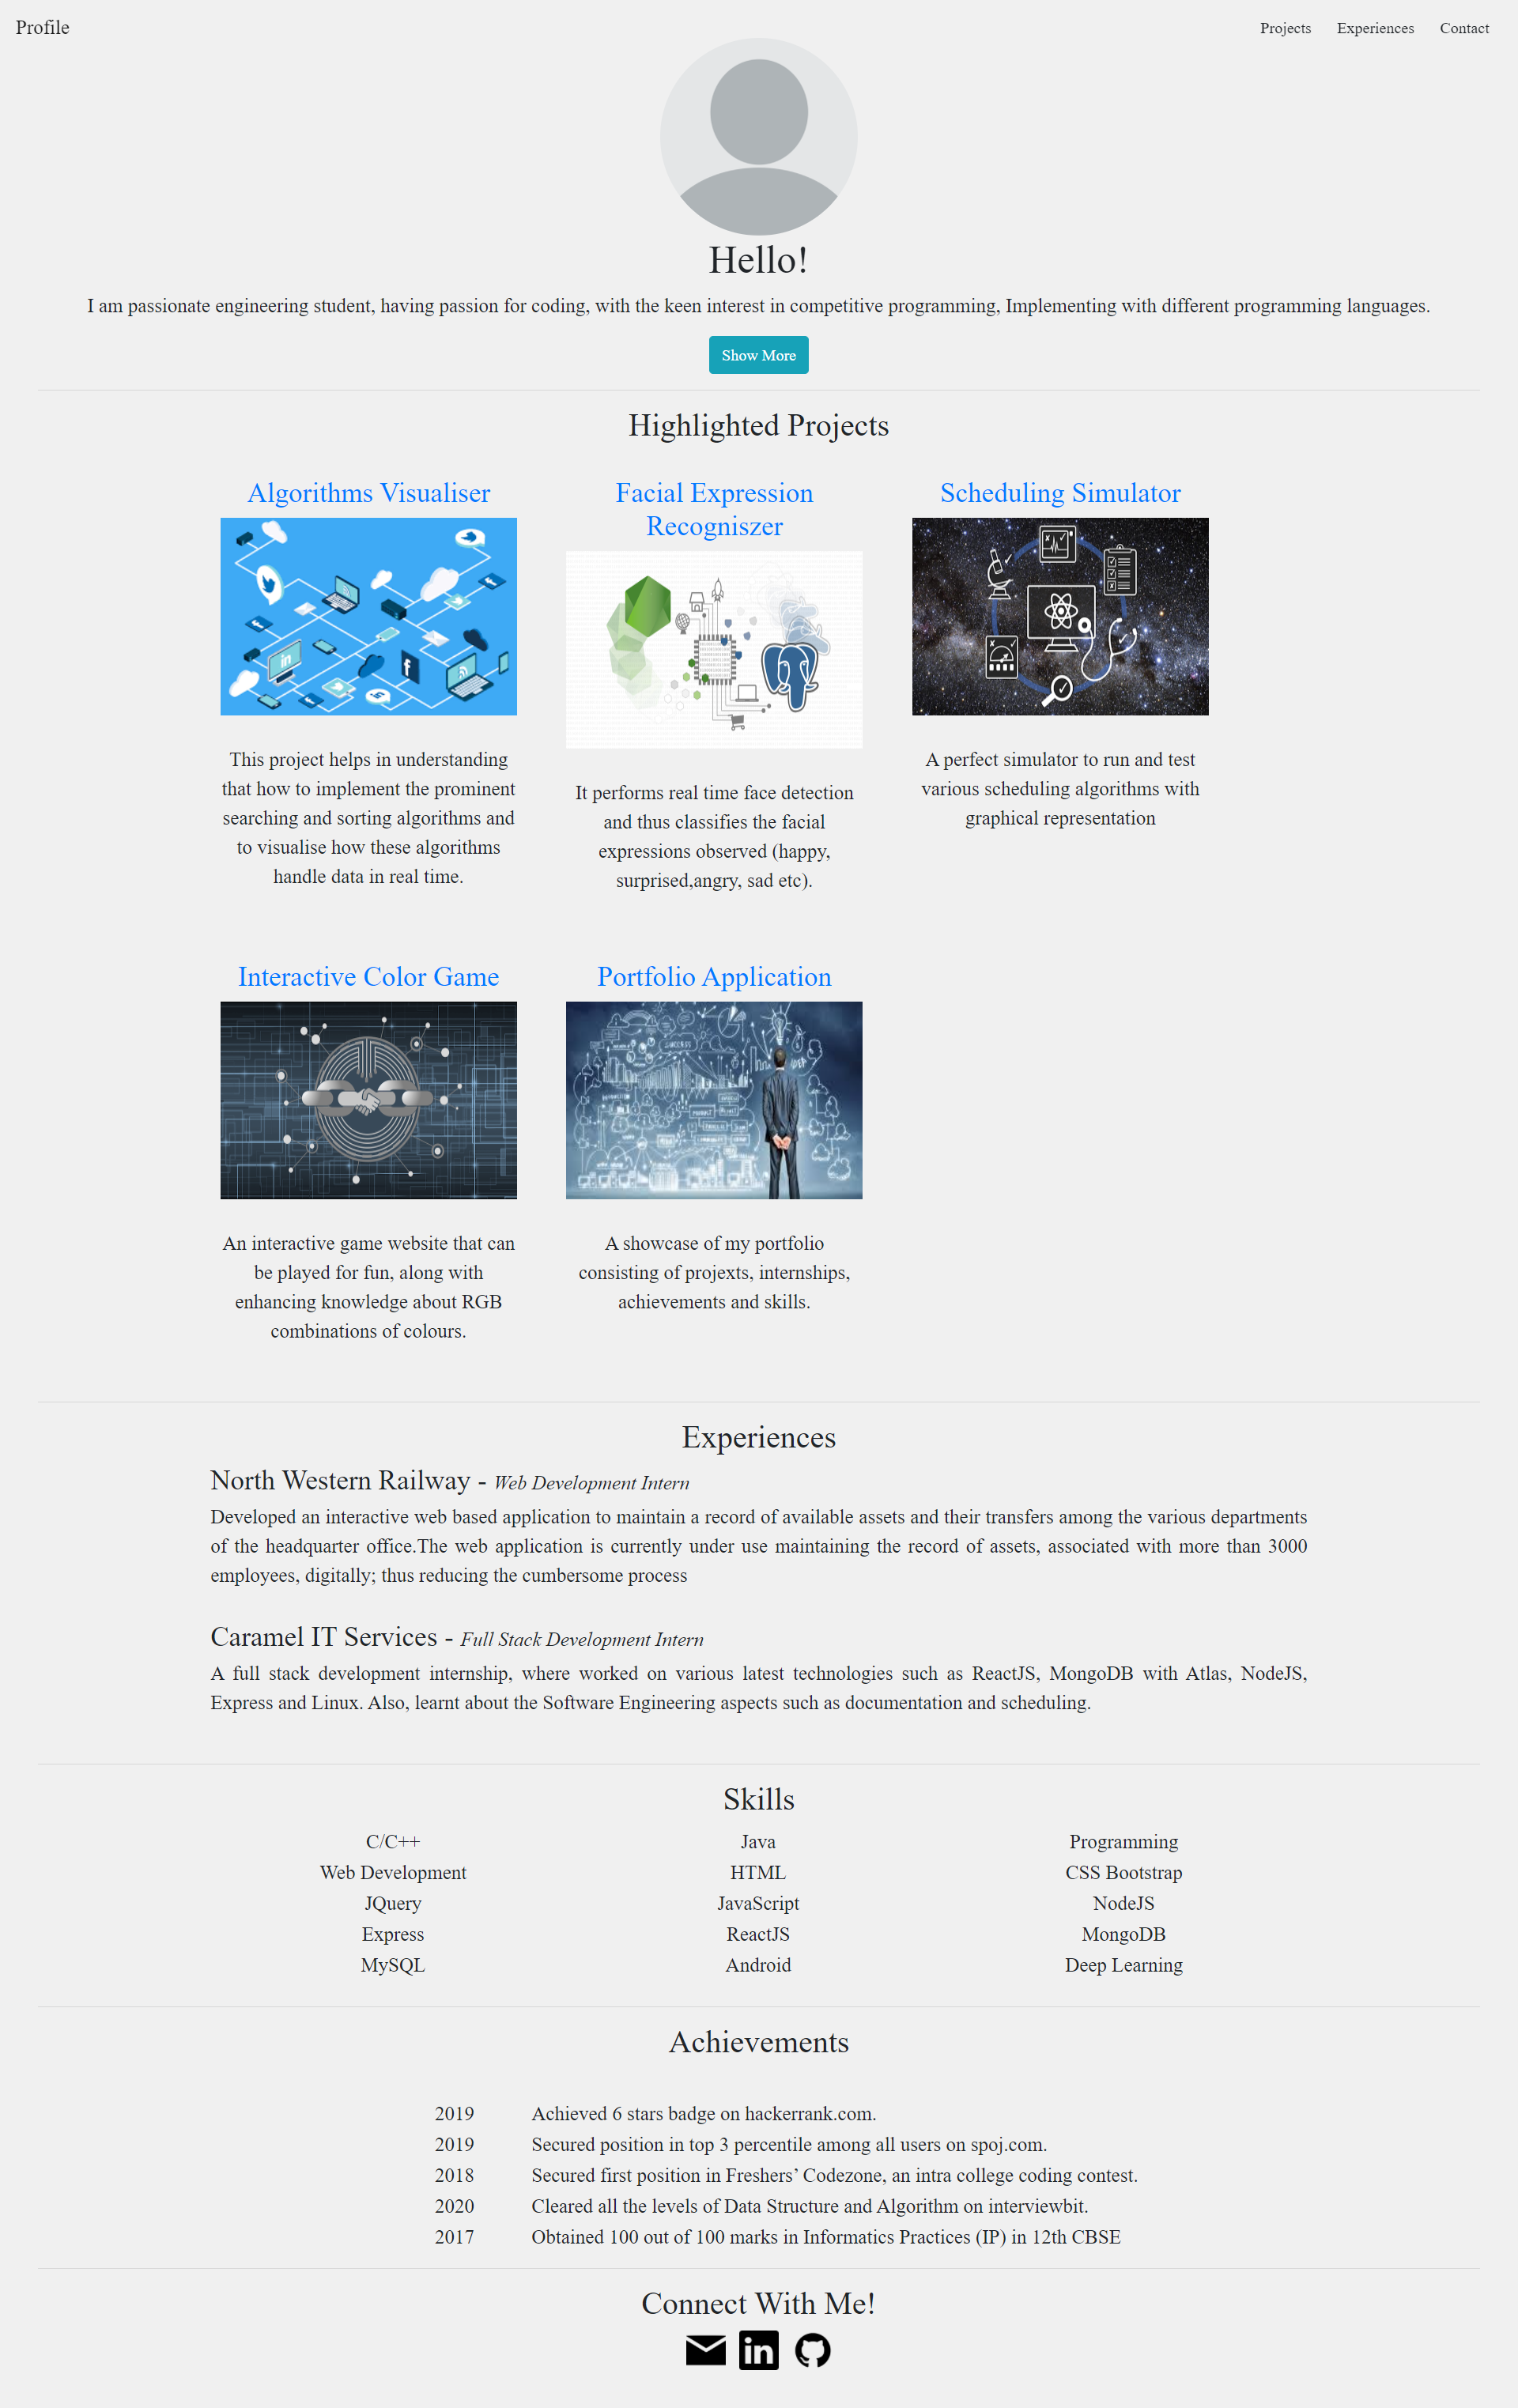 Profile
Projects
Experiences
Contact
Hello!
I am passionate engineering student, having passion for coding, with the keen interest in competitive programming, Implementing with different programming languages.
Show More
Highlighted Projects
Algorithms Visualiser
This project helps in understanding
that how to implement the prominent
searching and sorting algorithms and
to visualise how these algorithms
handle data in real time.
Facial Expression
Recogniszer
It performs real time face detection
and thus classifies the facial
expressions observed (happy,
surprised,angry, sad etc).
Scheduling Simulator
A perfect simulator to run and test
various scheduling algorithms with
graphical representation
Interactive Color Game
An interactive game website that can
be played for fun, along with
enhancing knowledge about RGB
combinations of colours.
Portfolio Application
SUCCESS
A showcase of my portfolio
consisting of projexts, internships,
achievements and skills.
Experiences
North Western Railway - Web Development Intern
Developed an interactive web based application to maintain a record of available assets and their transfers among the various departments
of the headquarter office.The web application is currently under use maintaining the record of assets, associated with more than 3000
employees, digitally; thus reducing the cumbersome process
Caramel IT Services - Full Stack Development Intern
A full stack development internship, where worked on various latest technologies such as ReactJS, MongoDB with Atlas, NodeJS,
Express and Linux. Also, learnt about the Software Engineering aspects such as documentation and scheduling.
Skills
C/C++ Java Programming
Web Development HTML CSS Bootstrap
JQuery JavaScript NodeJS
Express ReactJS MongoDB
MySQL Android Deep Learning
Achievements
2019 Achieved 6 stars badge on hackerrank.com.
2019 Secured position in top 3 percentile among all users on spoj.com.
2018 Secured first position in Freshers’ Codezone, an intra college coding contest.
2020 Cleared all the levels of Data Structure and Algorithm on interviewbit.
2017 Obtained 100 out of 100 marks in Informatics Practices (IP) in 12th CBSE
Connect With Me!
in